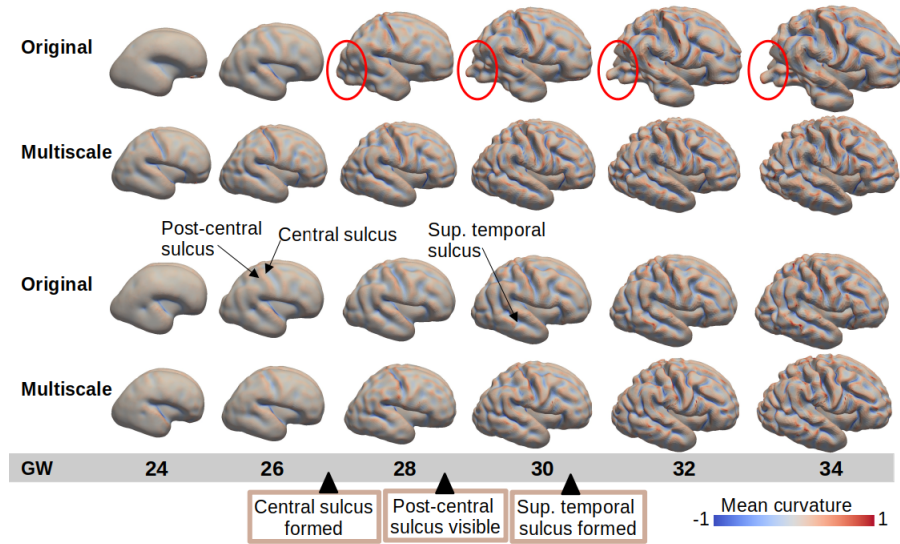 Original
Multiscale
Post-central
sulcus
Central sulcus
Sup. temporal
sulcus
Original
Multiscale
GW 24 26 28 30 32 34
Central sulcus
formed
Post-central
sulcus visible
Sup. temporal
sulcus formed
Mean curvature
-1 1